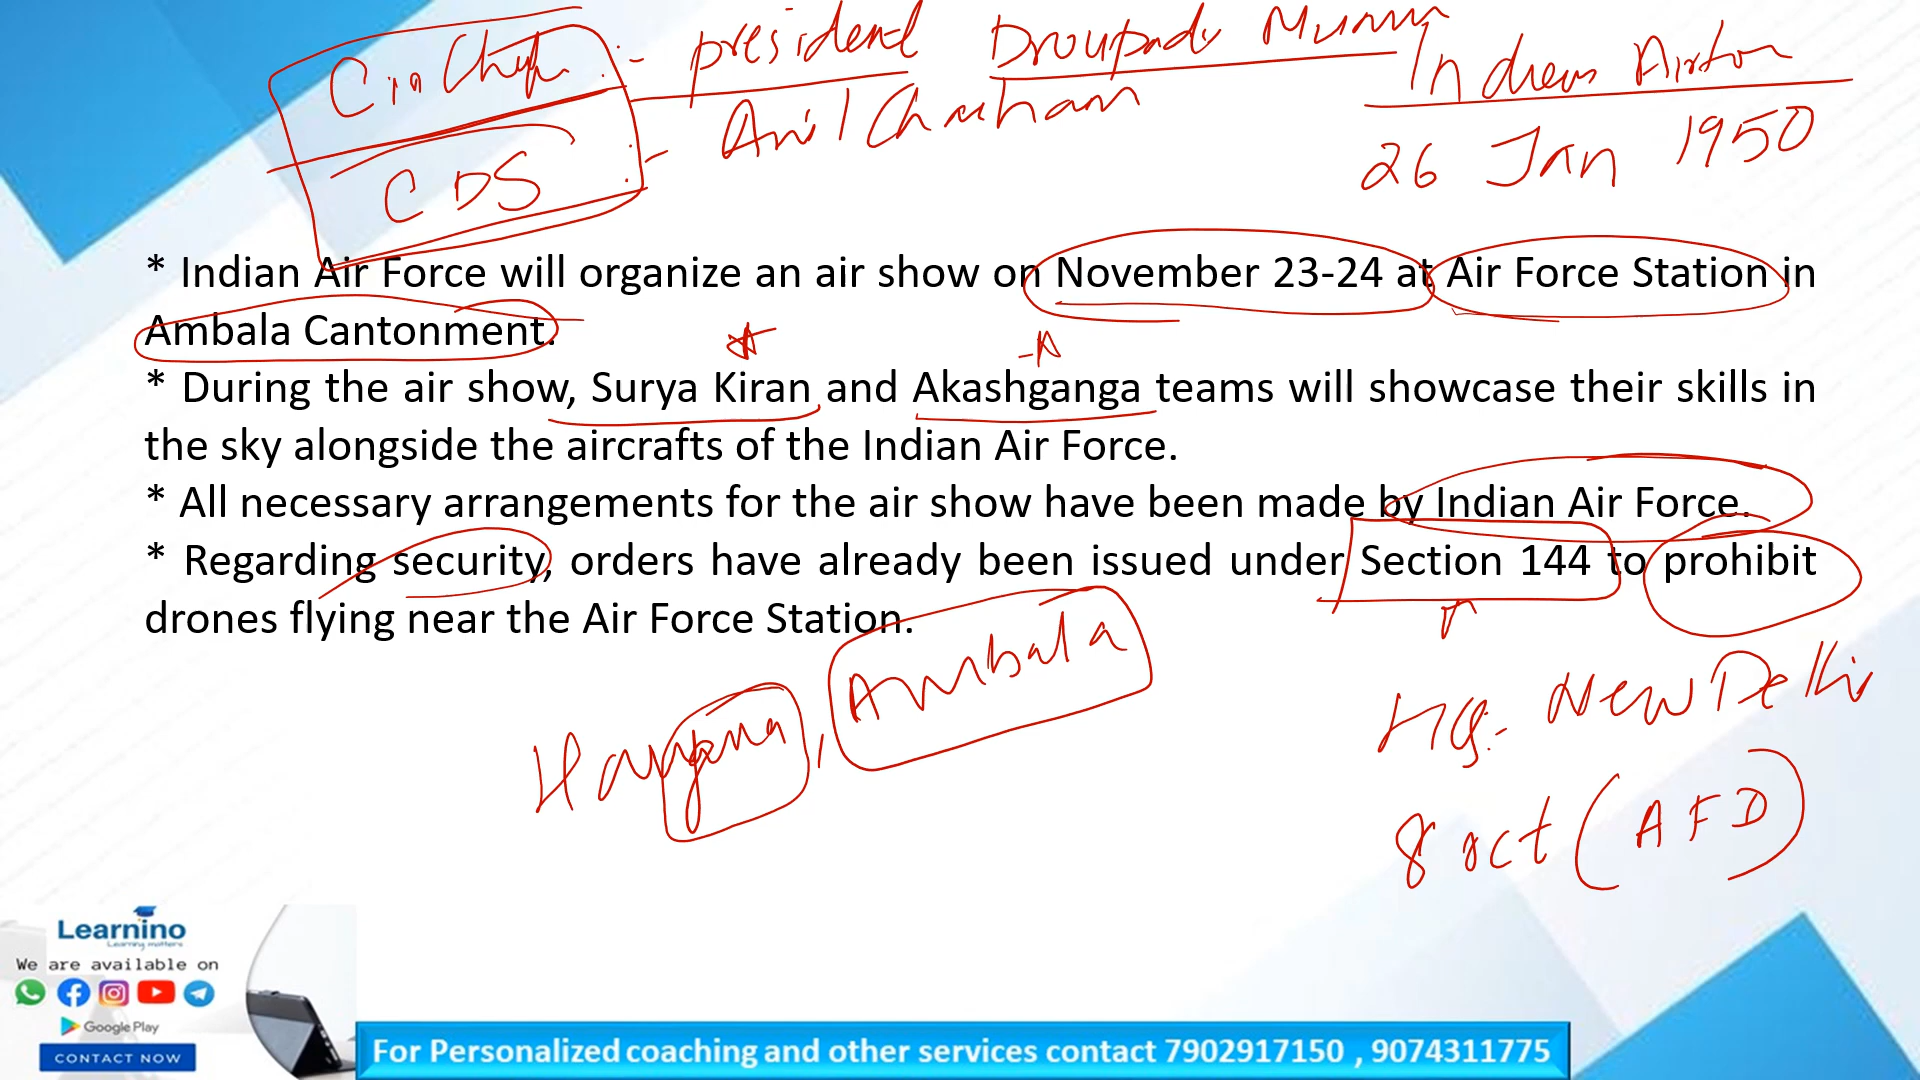 C in Chief :- president Droupadi Murmu
Indian Airforce
CDS :- Anil Chauhan
26 Jan 1950
* Indian Air Force will organize an air show on November 23-24 at Air Force Station in
Ambala Cantonment.
* During the air show, Surya Kiran and Akashganga teams will showcase their skills in
the sky alongside the aircrafts of the Indian Air Force.
* All necessary arrangements for the air show have been made by Indian Air Force.
* Regarding security, orders have already been issued under Section 144 to prohibit
drones flying near the Air Force Station.
Haryana, Ambala
HQ:- New Delhi
8 oct (AFD)
Learnino
Learning matters
We are available on
Google Play
CONTACT NOW
For Personalized coaching and other services contact 7902917150 , 9074311775